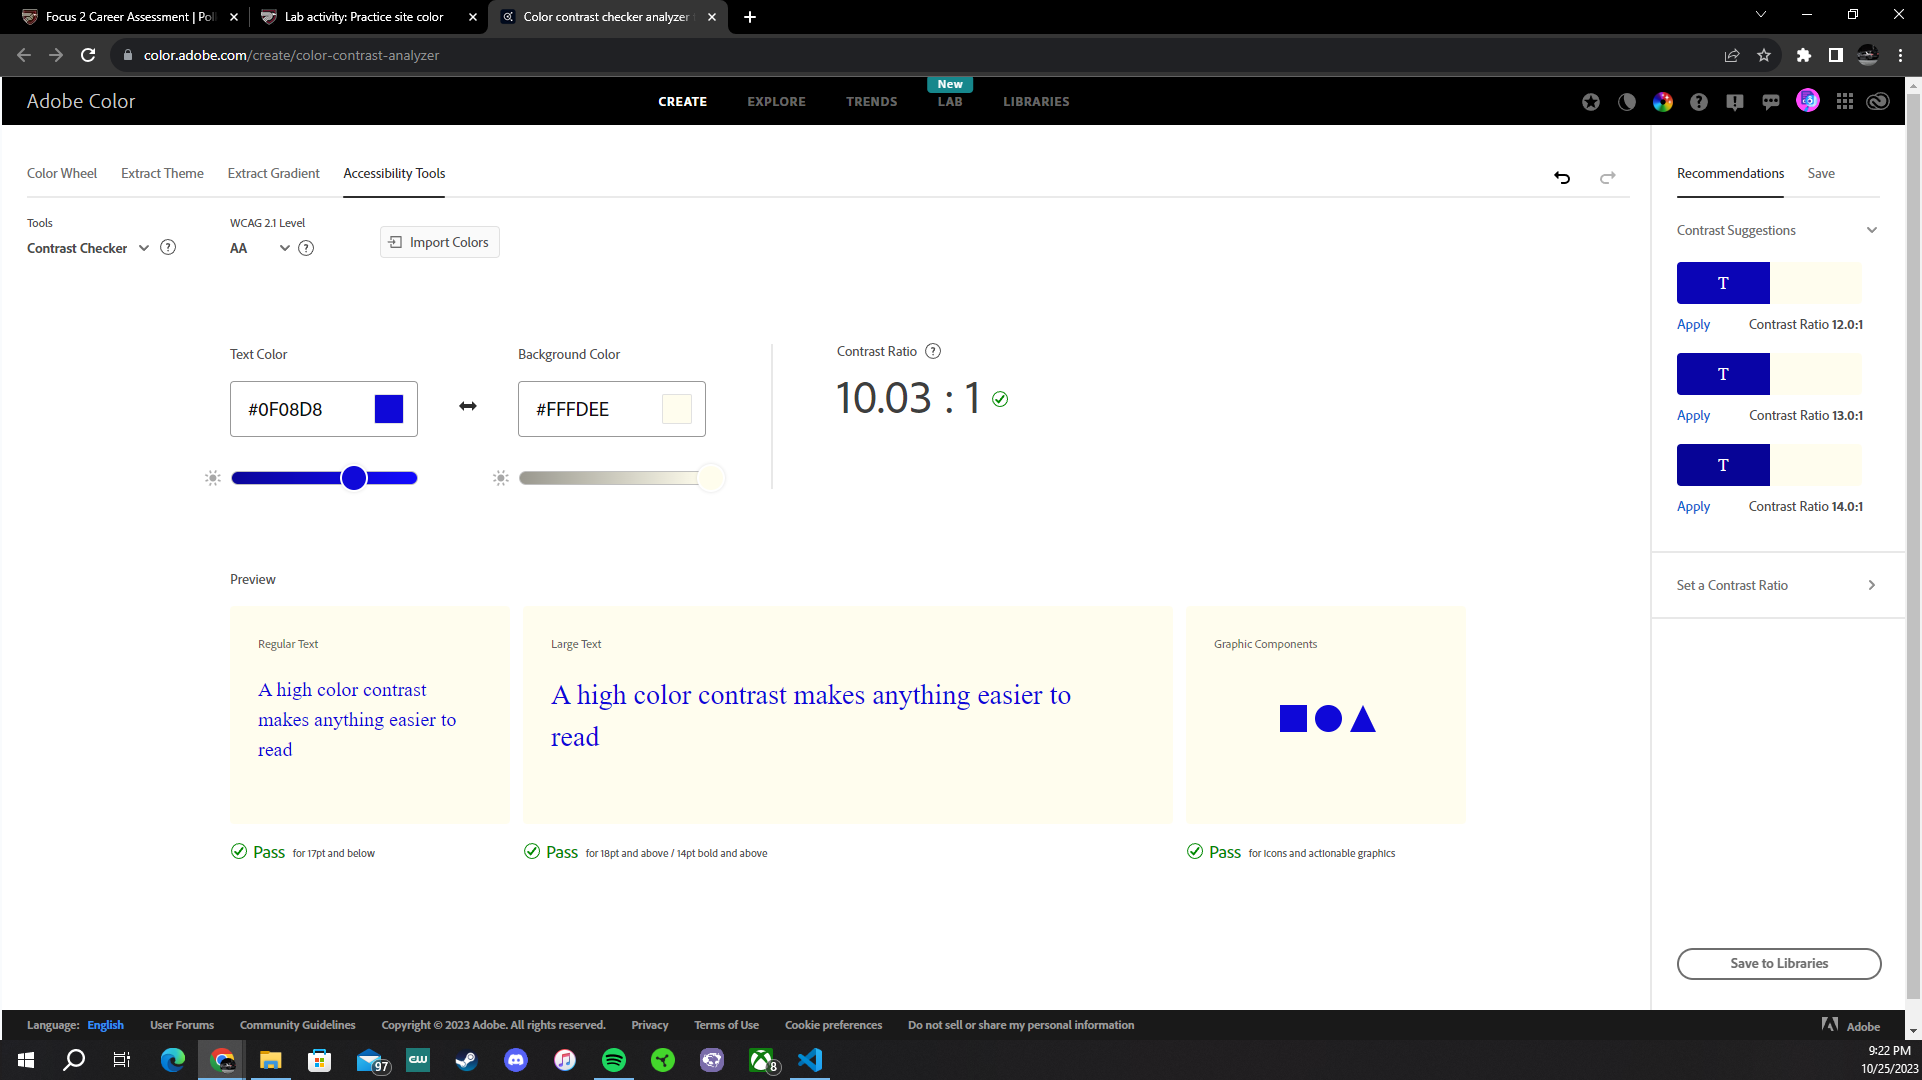 Focus 2 Career Assessment | Poli
Lab activity: Practice site color
Color contrast checker analyzer
color.adobe.com/create/color-contrast-analyzer
Adobe Color
CREATE
EXPLORE
TRENDS
New
LAB
LIBRARIES
Color Wheel
Extract Theme
Extract Gradient
Accessibility Tools
Recommendations
Save
Tools
WCAG 2.1 Level
Contrast Checker
AA
Import Colors
Contrast Suggestions
T
Apply
Contrast Ratio 12.0:1
T
Apply
Contrast Ratio 13.0:1
T
Apply
Contrast Ratio 14.0:1
Set a Contrast Ratio
Text Color
Background Color
Contrast Ratio
#0F08D8
#FFFDEE
10.03 : 1
Preview
Regular Text
A high color contrast
makes anything easier to
read
Large Text
A high color contrast makes anything easier to
read
Graphic Components
Pass for 17pt and below
Pass for 18pt and above / 14pt bold and above
Pass for icons and actionable graphics
Save to Libraries
Language: English
User Forums
Community Guidelines
Copyright © 2023 Adobe. All rights reserved.
Privacy
Terms of Use
Cookie preferences
Do not sell or share my personal information
Adobe
97
CW
8
9:22 PM
10/25/2023